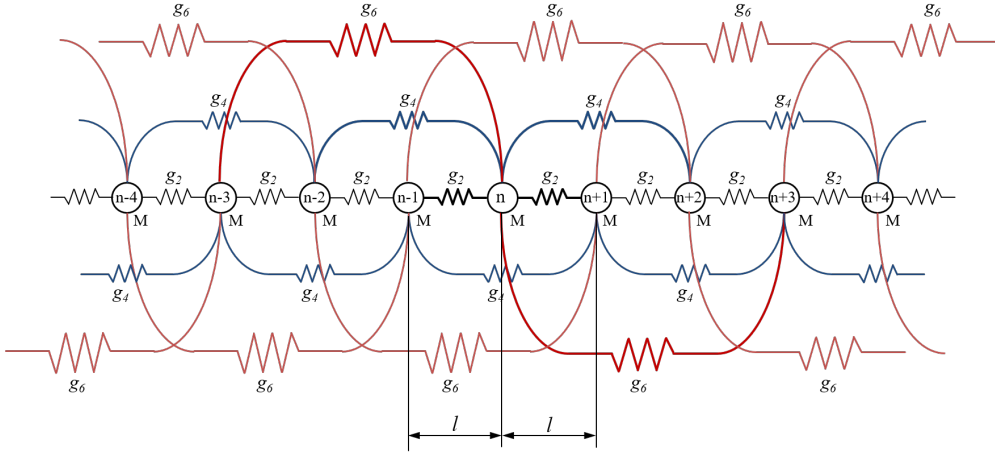 g6 g6 g6 g6 g6
g4 g4 g4 g4
g2 g2 g2 g2 g2 g2 g2 g2
n-4 n-3 n-2 n-1 n n+1 n+2 n+3 n+4
M M M M M M M M
g4 g4 g4 g4
g6 g6 g6 g6 g6
l l